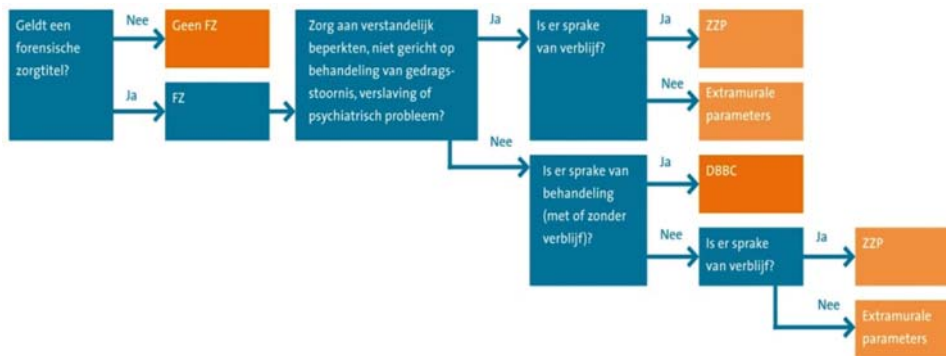 Geldt een
forensische
zorgtitel?
Nee
Geen FZ
Ja
FZ
Zorg aan verstandelijk
beperkten, niet gericht op
behandeling van gedrags-
stoornis, verslaving of
psychiatrisch probleem?
Ja
Is er sprake
van verblijf?
Ja
ZZP
Nee
Extramurale
parameters
Nee
Is er sprake van
behandeling
(met of zonder
verblijf)?
Ja
DBBC
Nee
Is er sprake
van verblijf?
Ja
ZZP
Nee
Extramurale
parameters